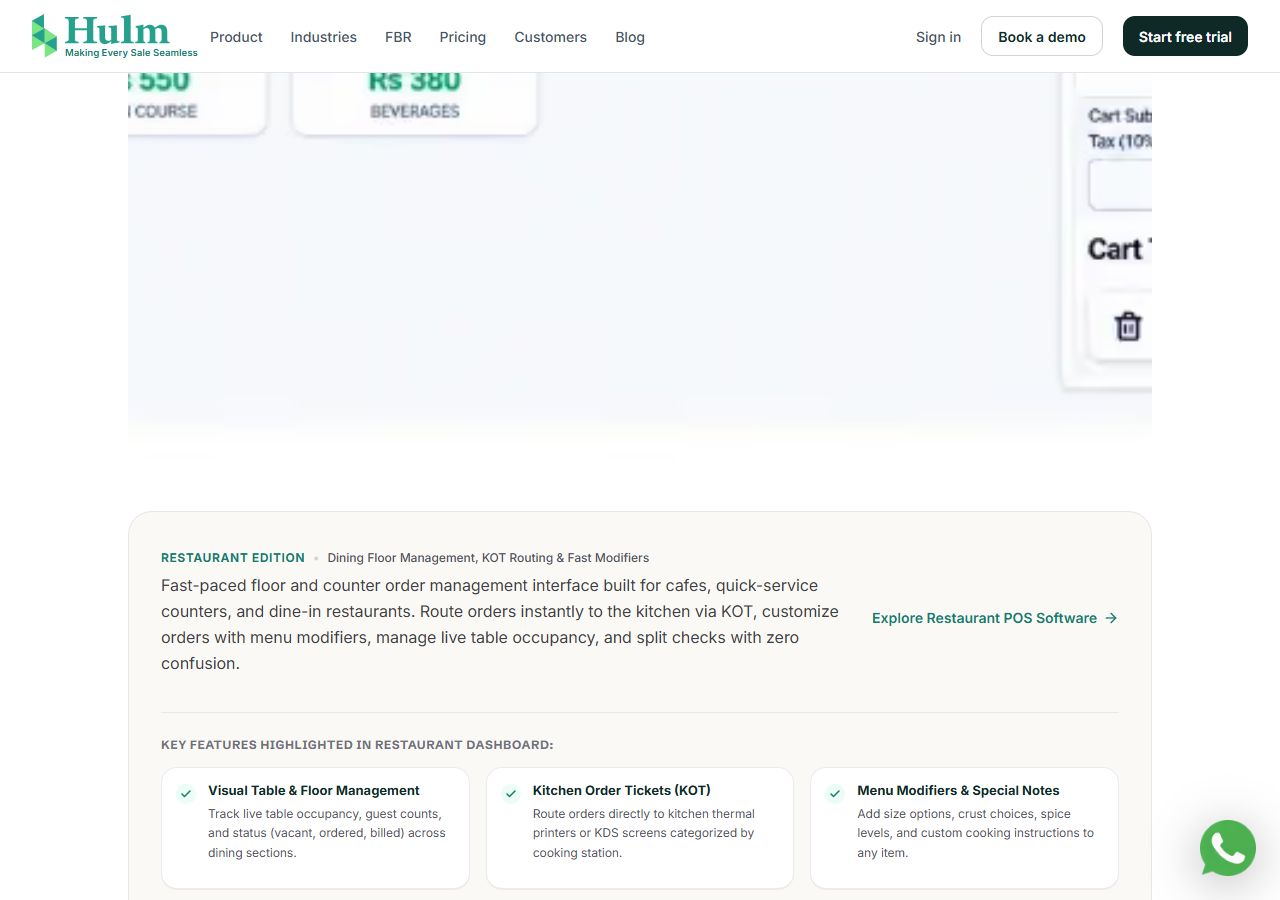 Hulm
Making Every Sale Seamless
Product
Industries
FBR
Pricing
Customers
Blog
Sign in
Book a demo
Start free trial
550
COURSE
Rs 380
BEVERAGES
Cart Sub
Tax (10%
Cart
RESTAURANT EDITION • Dining Floor Management, KOT Routing & Fast Modifiers
Fast-paced floor and counter order management interface built for cafes, quick-service
counters, and dine-in restaurants. Route orders instantly to the kitchen via KOT, customize
orders with menu modifiers, manage live table occupancy, and split checks with zero
confusion.
Explore Restaurant POS Software →
KEY FEATURES HIGHLIGHTED IN RESTAURANT DASHBOARD:
Visual Table & Floor Management
Track live table occupancy, guest counts,
and status (vacant, ordered, billed) across
dining sections.
Kitchen Order Tickets (KOT)
Route orders directly to kitchen thermal
printers or KDS screens categorized by
cooking station.
Menu Modifiers & Special Notes
Add size options, crust choices, spice
levels, and custom cooking instructions to
any item.